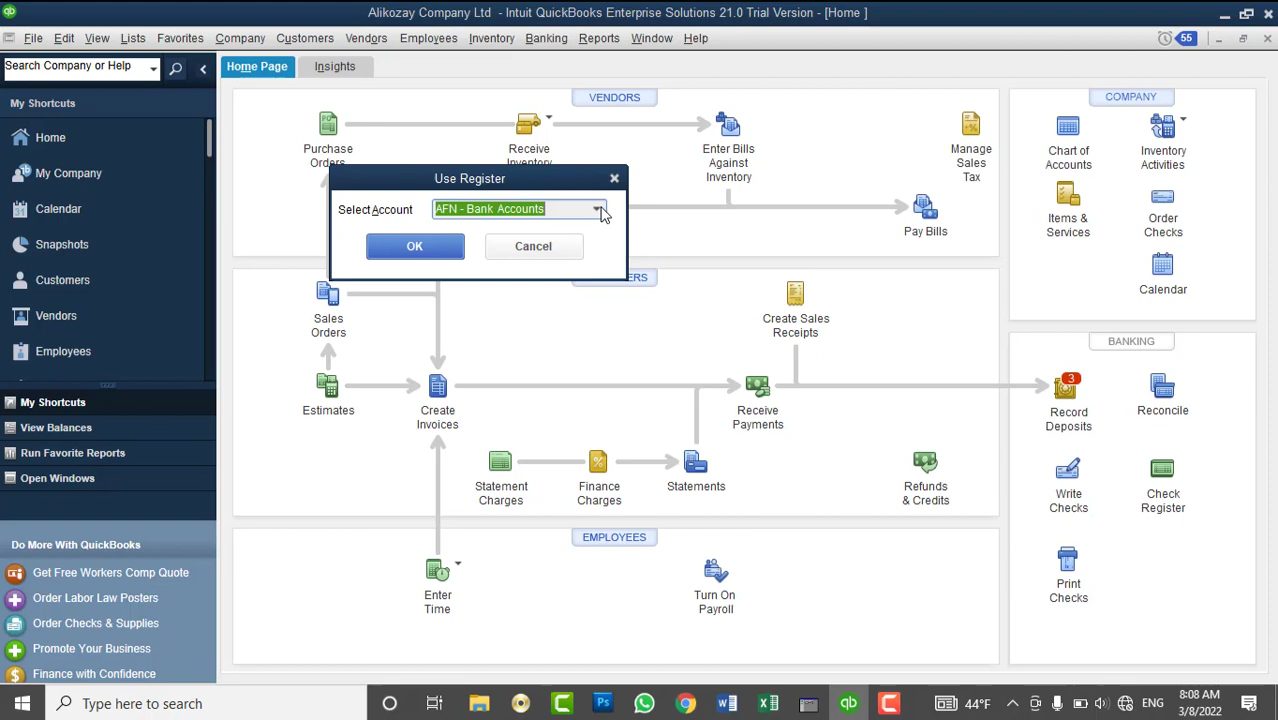 Alikozay Company Ltd - Intuit QuickBooks Enterprise Solutions 21.0 Trial Version - [Home ]
File Edit View Lists Favorites Company Customers Vendors Employees Inventory Banking Reports Window Help
55
Search Company or Help
Home Page Insights
My Shortcuts
Home
My Company
Calendar
Snapshots
Customers
Vendors
Employees
My Shortcuts
View Balances
Run Favorite Reports
Open Windows
Do More With QuickBooks
Get Free Workers Comp Quote
Order Labor Law Posters
Order Checks & Supplies
Promote Your Business
Finance with Confidence
VENDORS
Purchase
Orders
Receive
Inventory
Enter Bills
Against
Inventory
Manage
Sales
Tax
Pay Bills
Use Register
Select Account
AFN - Bank Accounts
OK
Cancel
Sales
Orders
Create Sales
Receipts
Estimates
Create
Invoices
Receive
Payments
Statement
Charges
Finance
Charges
Statements
Refunds
& Credits
EMPLOYEES
Enter
Time
Turn On
Payroll
COMPANY
Chart of
Accounts
Inventory
Activities
Items &
Services
Order
Checks
Calendar
BANKING
3
Record
Deposits
Reconcile
Write
Checks
Check
Register
Print
Checks
Type here to search
44°F
ENG
8:08 AM
3/8/2022